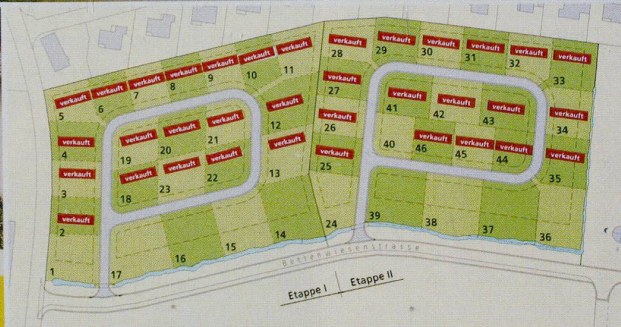 verkauft
28
verkauft
29
verkauft
30
verkauft
31
verkauft
32
verkauft
33
verkauft
5
verkauft
6
verkauft
7
verkauft
8
verkauft
9
verkauft
10
verkauft
11
verkauft
27
verkauft
41
verkauft
42
verkauft
43
verkauft
34
verkauft
4
verkauft
19
verkauft
20
verkauft
21
verkauft
12
verkauft
26
40
verkauft
46
verkauft
45
verkauft
44
verkauft
35
verkauft
3
verkauft
18
verkauft
23
verkauft
22
verkauft
13
verkauft
25
verkauft
2
1
17
16
15
14
24
39
38
37
36
Etappe I
Etappe II